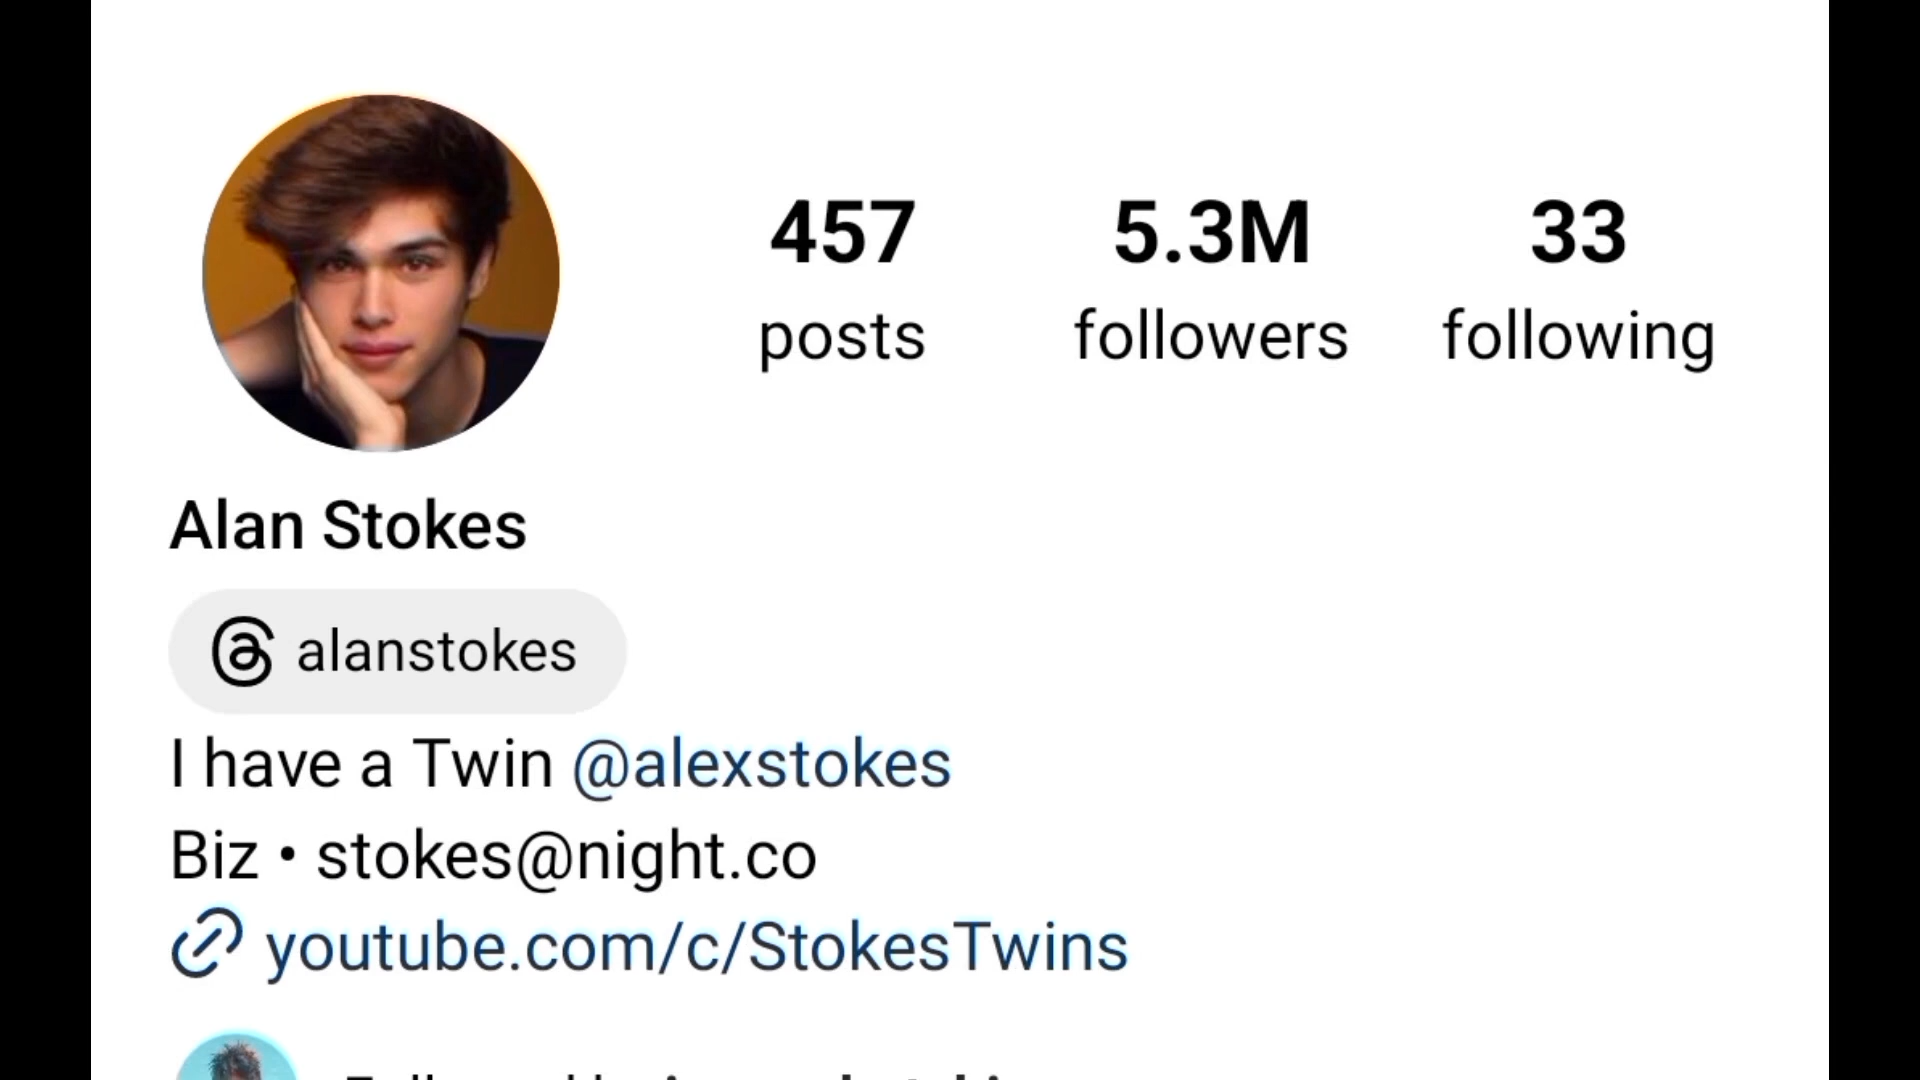 457 5.3M 33
posts followers following
Alan Stokes
alanstokes
I have a Twin @alexstokes
Biz • stokes@night.co
youtube.com/c/StokesTwins